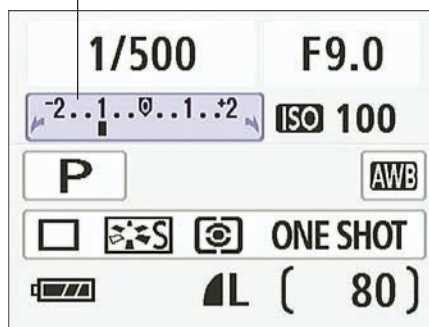 1/500 F9.0
-2..1..0..1..+2 ISO 100
P AWB
S ONE SHOT
L ( 80 )